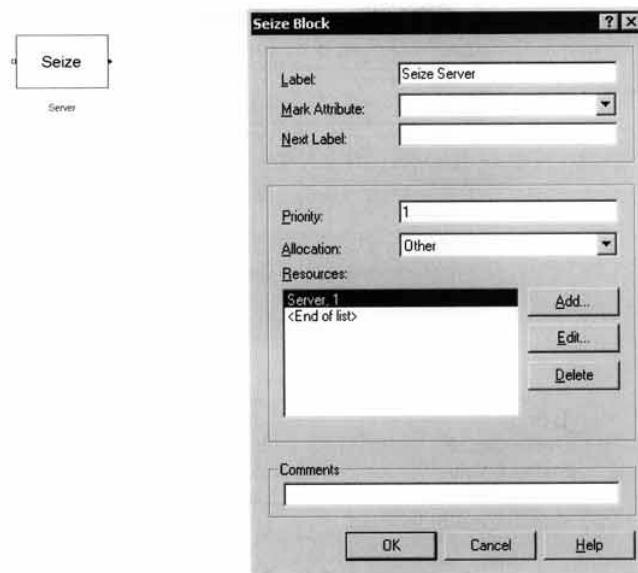 Seize
Server
Seize Block
Label: Seize Server
Mark Attribute:
Next Label:
Priority: 1
Allocation: Other
Resources:
Server, 1
<End of list>
Add...
Edit...
Delete
Comments
OK Cancel Help